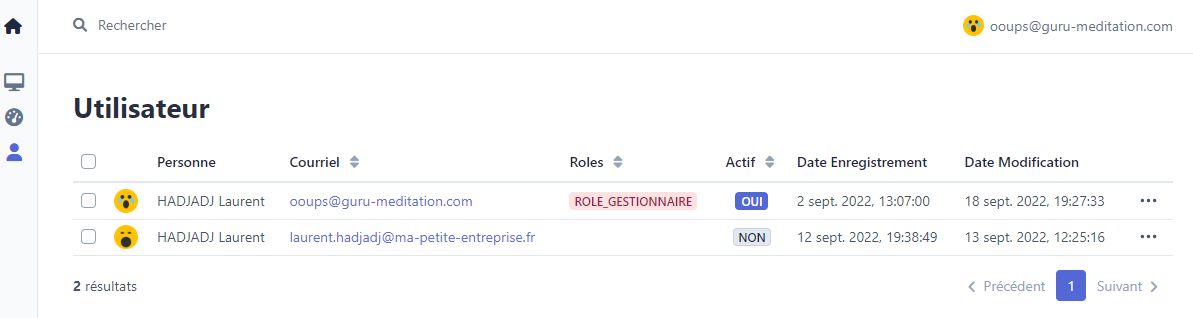 Rechercher ooups@guru-meditation.com
Utilisateur
Personne Courriel Roles Actif Date Enregistrement Date Modification
HADJADJ Laurent ooups@guru-meditation.com ROLE_GESTIONNAIRE OUI 2 sept. 2022, 13:07:00 18 sept. 2022, 19:27:33
HADJADJ Laurent laurent.hadjadj@ma-petite-entreprise.fr NON 12 sept. 2022, 19:38:49 13 sept. 2022, 12:25:16
2 résultats Précédent 1 Suivant